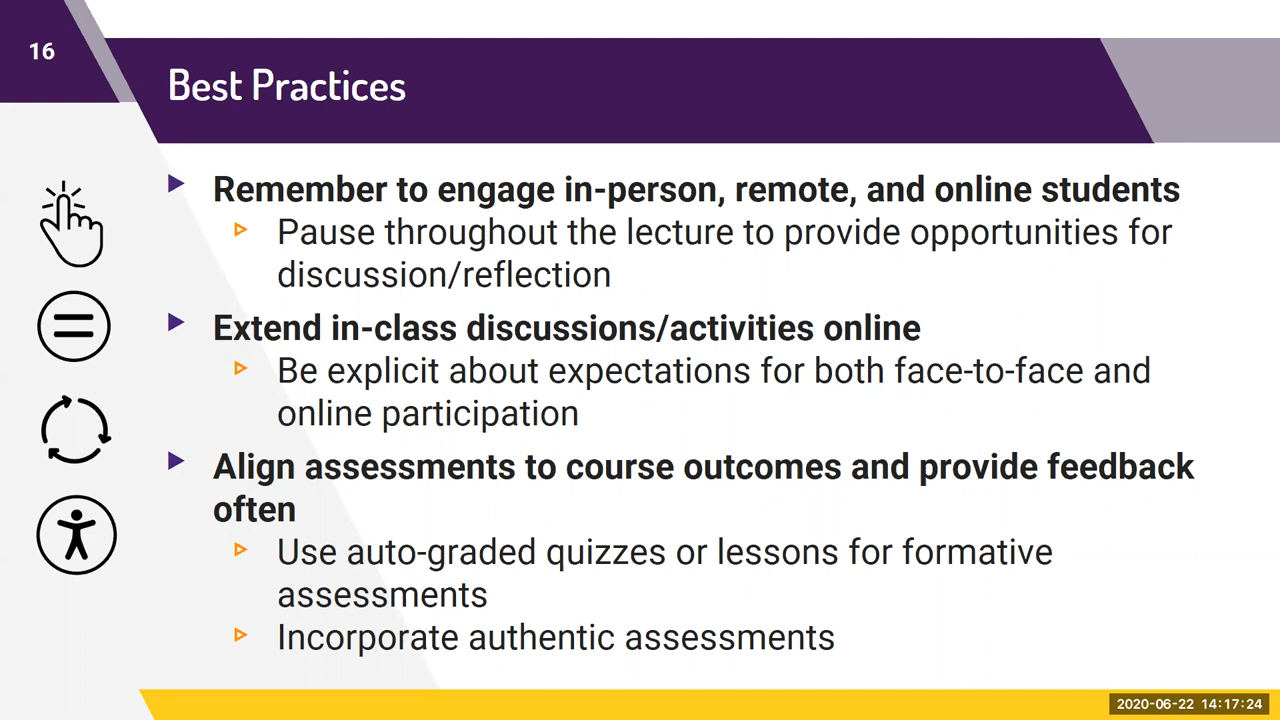 16
Best Practices
Remember to engage in-person, remote, and online students
Pause throughout the lecture to provide opportunities for
discussion/reflection
Extend in-class discussions/activities online
Be explicit about expectations for both face-to-face and
online participation
Align assessments to course outcomes and provide feedback
often
Use auto-graded quizzes or lessons for formative
assessments
Incorporate authentic assessments
2020-06-22 14:17:24